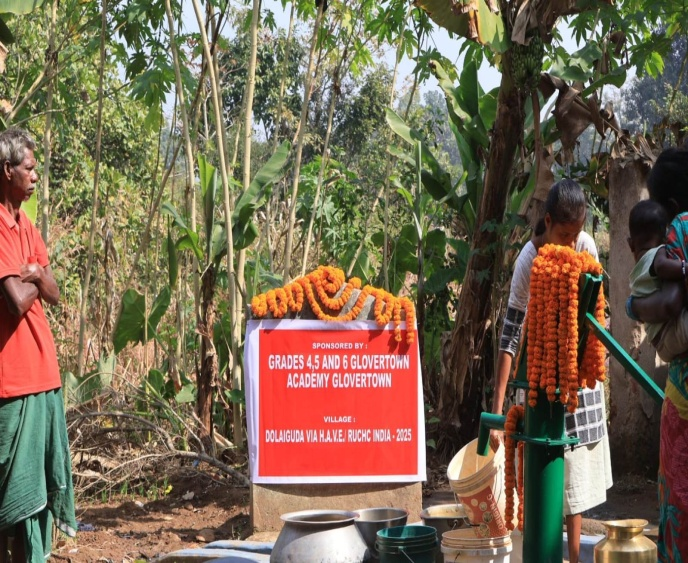 SPONSORED BY :
GRADES 4,5 AND 6 GLOVERTOWN
ACADEMY GLOVERTOWN
VILLAGE :
DOLAIGUDA VIA H.A.V.E./ RUCHC INDIA - 2025